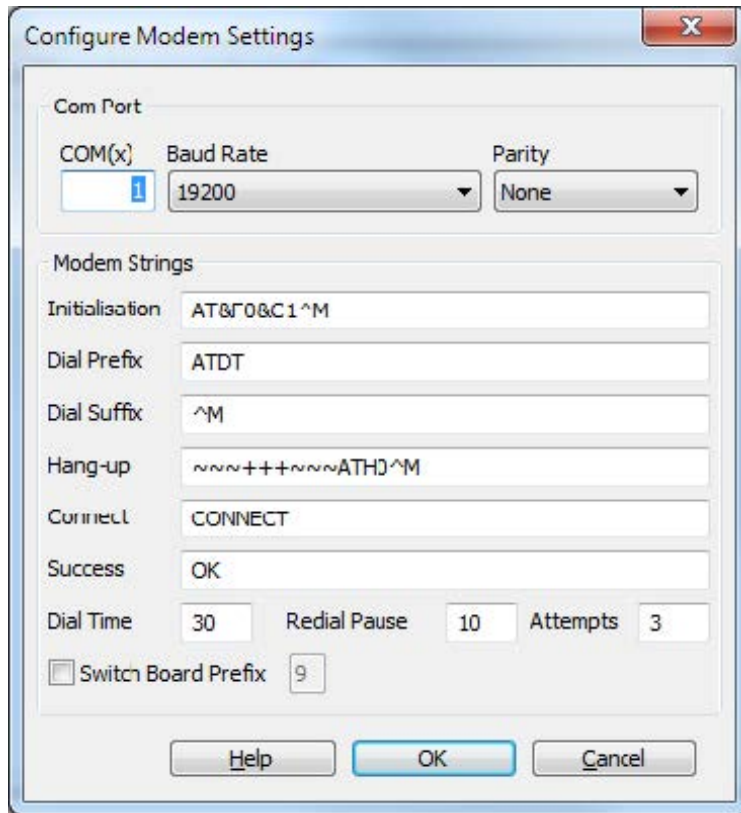 Configure Modem Settings
Com Port
COM(x) Baud Rate Parity
1 19200 None
Modem Strings
Initialisation AT&F0&C1^M
Dial Prefix ATDT
Dial Suffix ^M
Hang-up ~~~+++~~~ATH0^M
Connect CONNECT
Success OK
Dial Time 30 Redial Pause 10 Attempts 3
Switch Board Prefix 9
Help OK Cancel